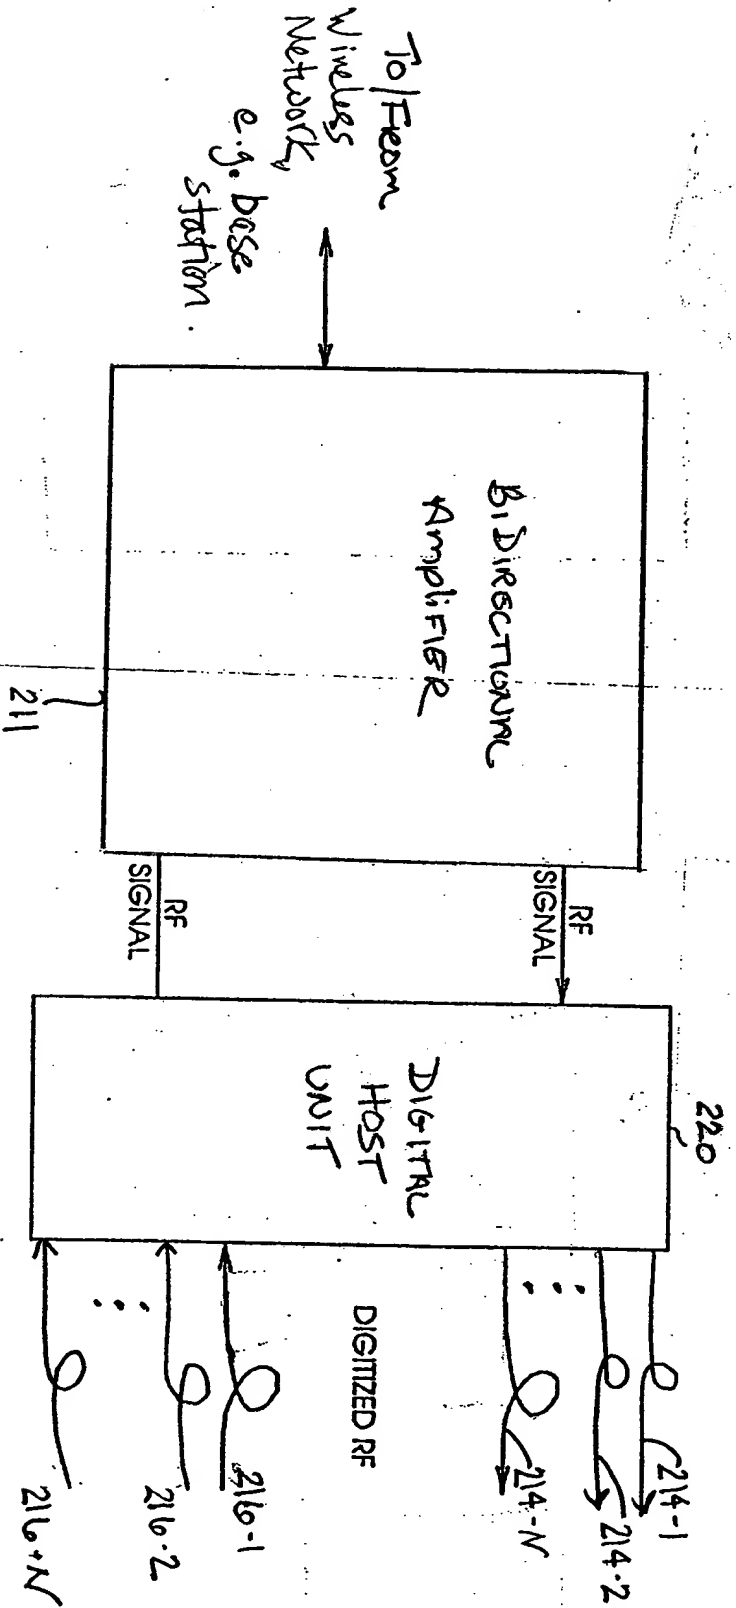 To/From
Wireless
Network,
e.g. base
station.
BiDIRECTIONAL
AmpliFIER
211
RF
SIGNAL
RF
SIGNAL
220
DIGITAL
HOST
UNIT
DIGITIZED RF
214-1
214-2
214-N
216-1
216-2
216-N